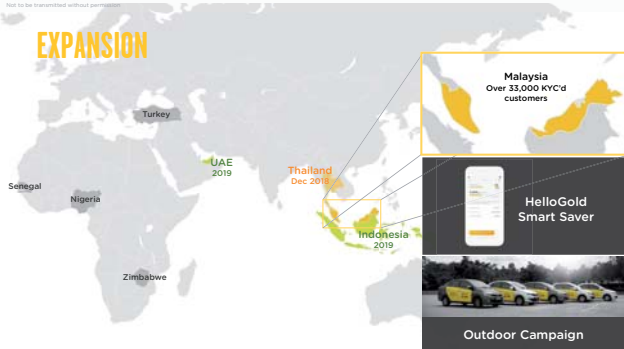 Not to be transmitted without permission
EXPANSION
Malaysia
Over 33,000 KYC'd
customers
Turkey
UAE
2019
Thailand
Dec 2018
Senegal
Nigeria
HelloGold
Smart Saver
Indonesia
2019
Zimbabwe
Outdoor Campaign